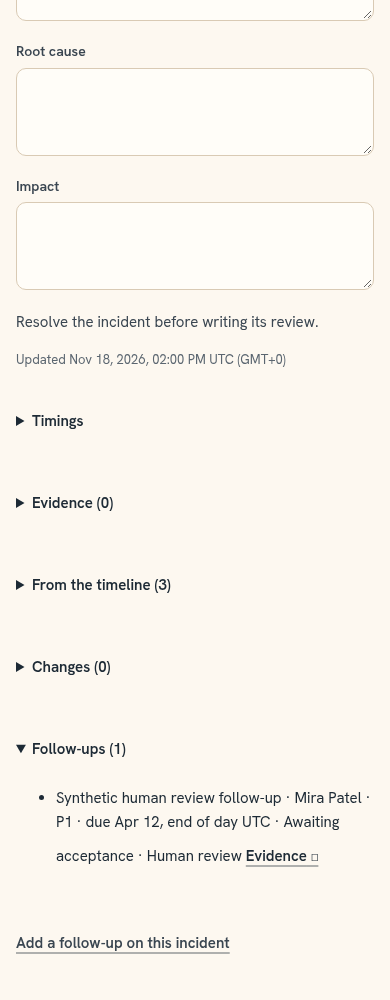 Root cause
Impact
Resolve the incident before writing its review.
Updated Nov 18, 2026, 02:00 PM UTC (GMT+0)
Timings
Evidence (0)
From the timeline (3)
Changes (0)
Follow-ups (1)
Synthetic human review follow-up · Mira Patel ·
P1 · due Apr 12, end of day UTC · Awaiting
acceptance · Human review Evidence
Add a follow-up on this incident